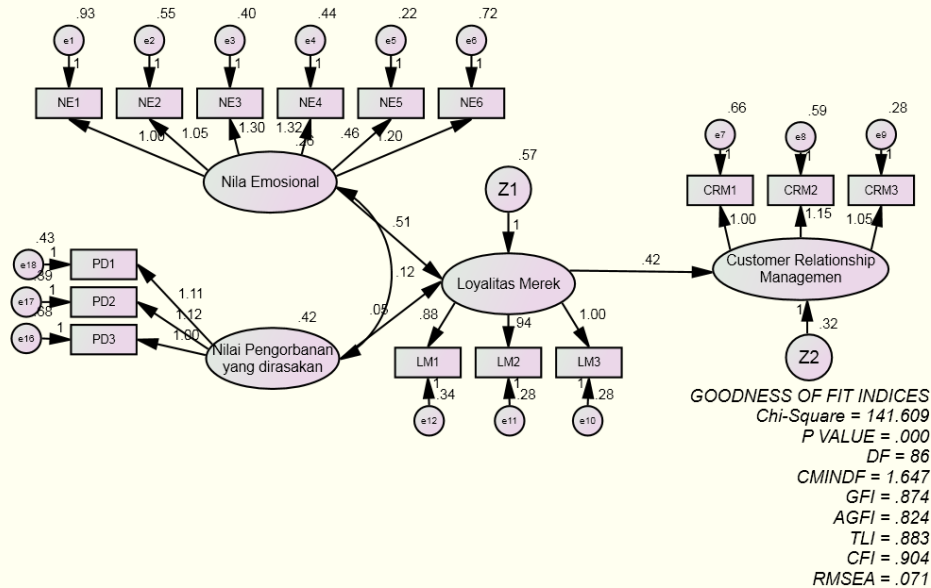 .93 .55 .40 .44 .22 .72
e1 e2 e3 e4 e5 e6
1 1 1 1 1 1
NE1 NE2 NE3 NE4 NE5 NE6
1.00 1.05 1.30 1.32 .46 1.20
.26
Nila Emosional
.66 .59 .28
e7 e8 e9
1 1 1
CRM1 CRM2 CRM3
1.00 1.15 1.05
.57
Z1
1
.51
.12
.05
.43
e18 1 PD1
.39
e17 1 PD2
.68
e16 1 PD3
1.11
1.12
1.00
.42
Nilai Pengorbanan
yang dirasakan
Loyalitas Merek
.42
Customer Relationship
Managemen
1
.32
Z2
.88 .94 1.00
LM1 LM2 LM3
1 1 1
.34 .28 .28
e12 e11 e10
GOODNESS OF FIT INDICES
Chi-Square = 141.609
P VALUE = .000
DF = 86
CMINDF = 1.647
GFI = .874
AGFI = .824
TLI = .883
CFI = .904
RMSEA = .071